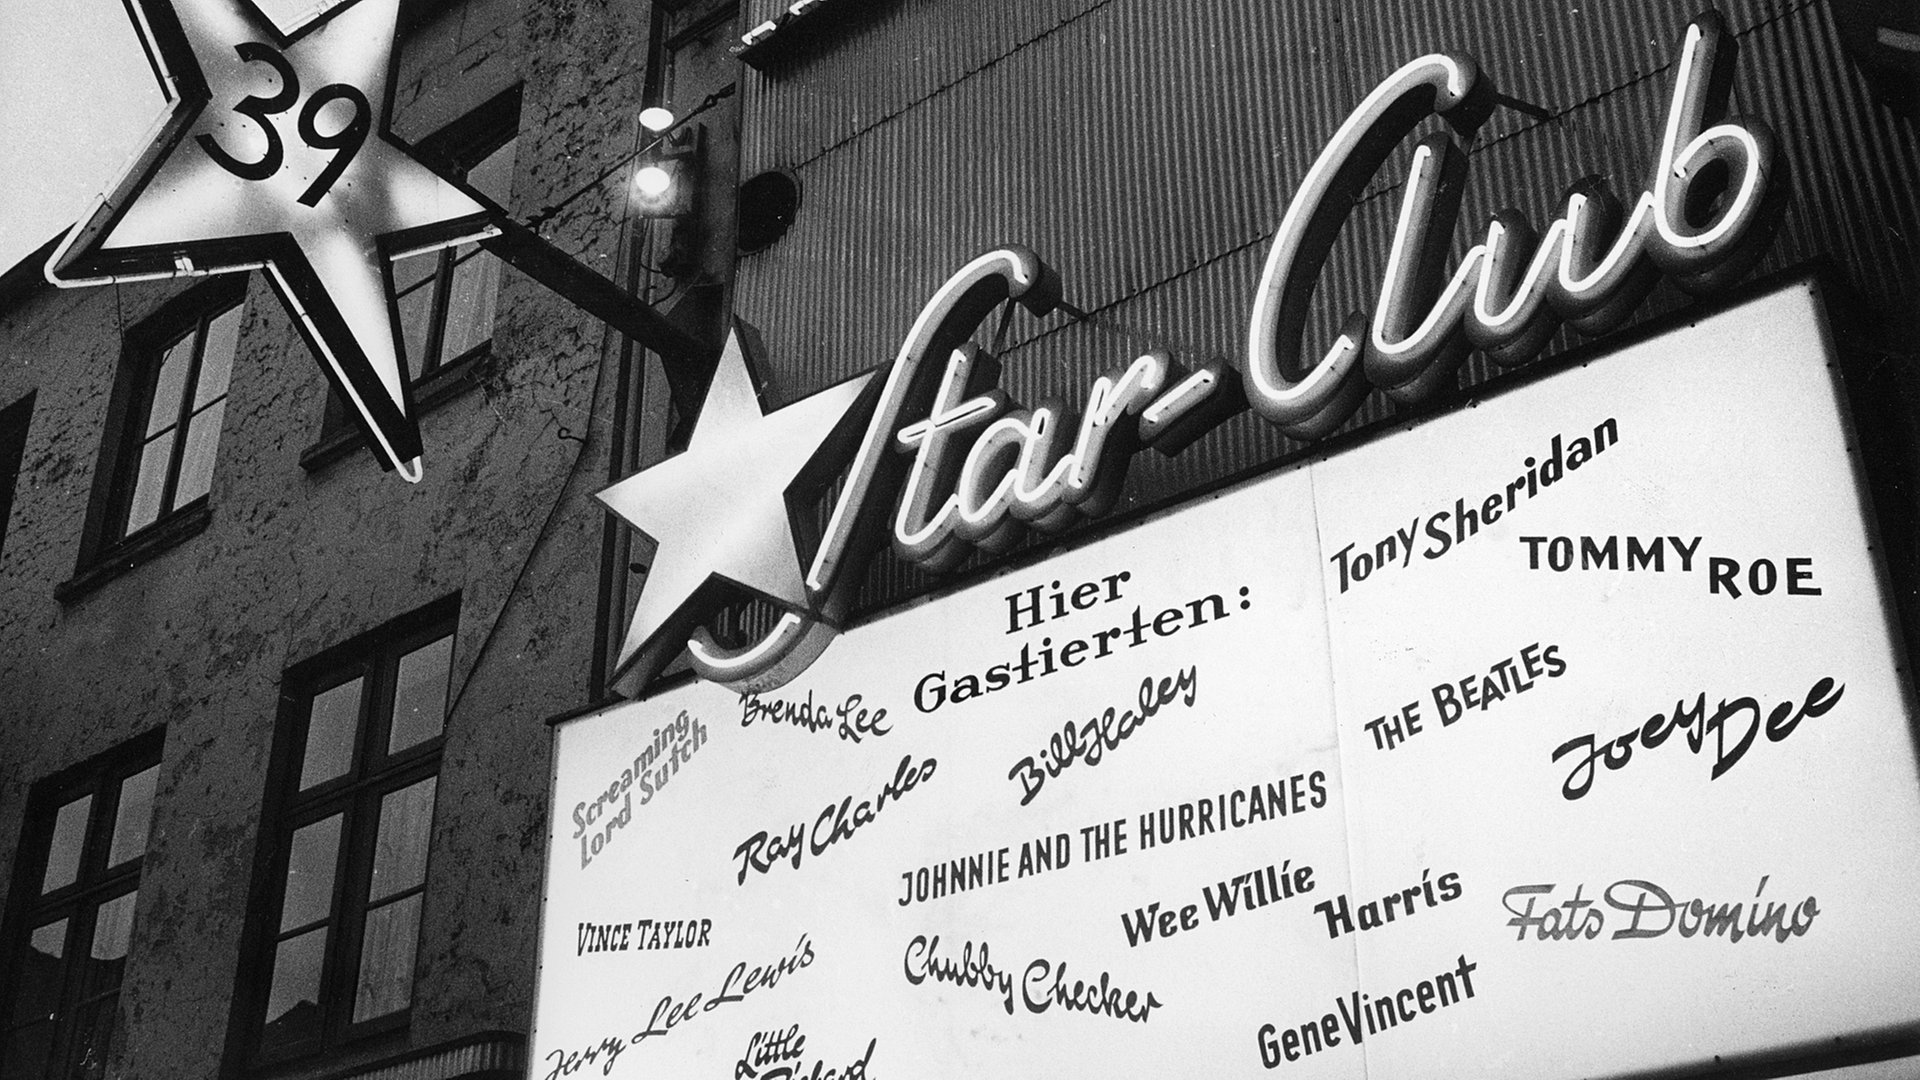 39
Star-Club
Hier
Gastierten:
Tony Sheridan
TOMMY ROE
Screaming
Lord Sutch
Brenda Lee
Bill Haley
THE BEATLES
Joey Dee
Ray Charles
JOHNNIE AND THE HURRICANES
VINCE TAYLOR
Wee Willie
Harris
Fats Domino
Jerry Lee Lewis
Chubby Checker
Gene Vincent
Little
Richard